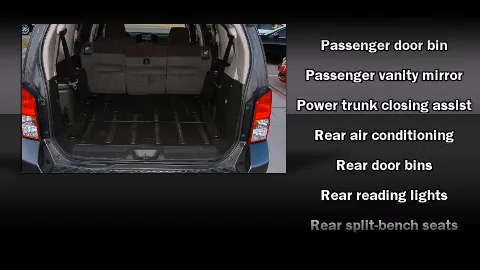 Passenger door bin
Passenger vanity mirror
Power trunk closing assist
Rear air conditioning
Rear door bins
Rear reading lights
Rear split-bench seats